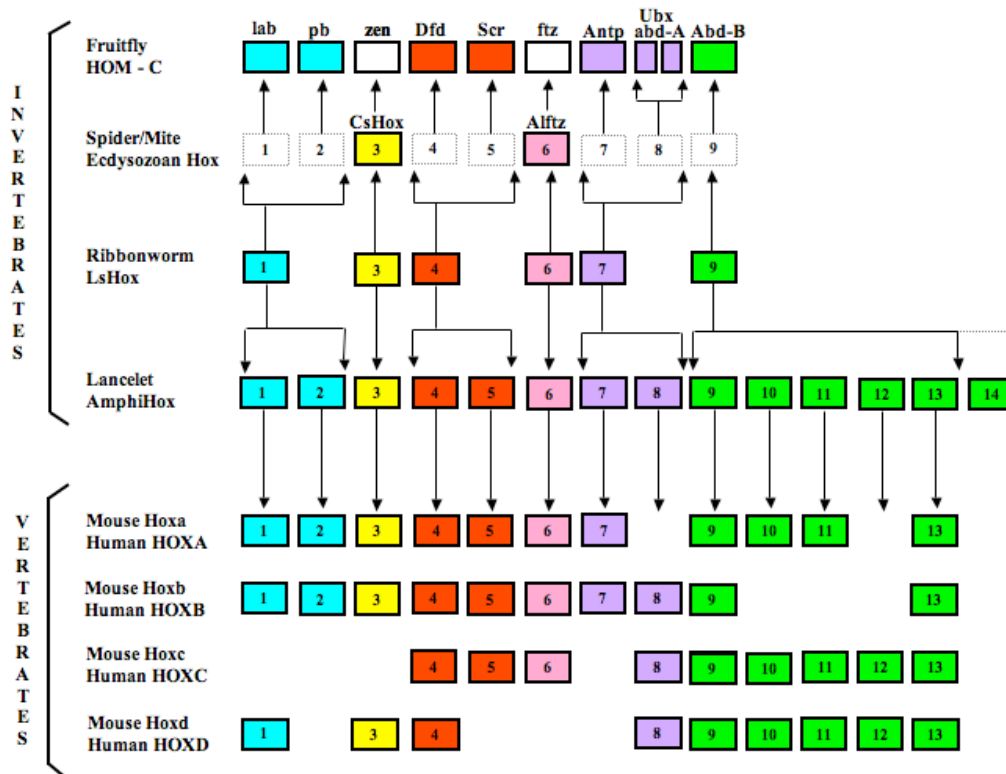 INVERTEBRATES
lab pb zen Dfd Scr ftz Antp Ubx abd-A Abd-B
Fruitfly
HOM - C
CsHox Alftz
Spider/Mite
Ecdysozoan Hox
1 2 3 4 5 6 7 8 9
Ribbonworm
LsHox
1 3 4 6 7 9
Lancelet
AmphiHox
1 2 3 4 5 6 7 8 9 10 11 12 13 14
VERTEBRATES
Mouse Hoxa
Human HOXA
1 2 3 4 5 6 7 9 10 11 13
Mouse Hoxb
Human HOXB
1 2 3 4 5 6 7 8 9 13
Mouse Hoxc
Human HOXC
4 5 6 8 9 10 11 12 13
Mouse Hoxd
Human HOXD
1 3 4 8 9 10 11 12 13